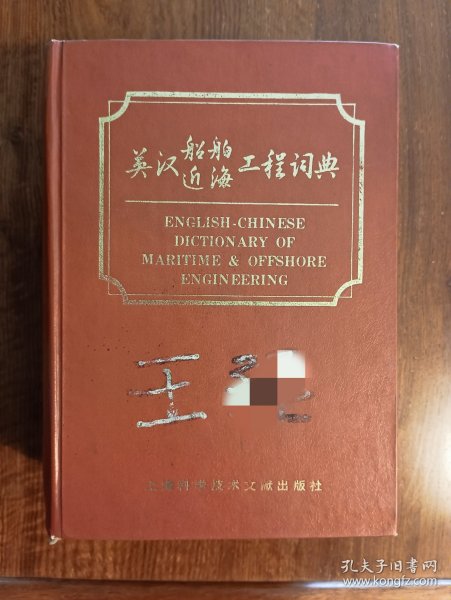 英汉船舶近海工程词典
ENGLISH-CHINESE
DICTIONARY OF
MARITIME & OFFSHORE
ENGINEERING
王
上海科学技术文献出版社
孔夫子旧书网
www.kongfz.com